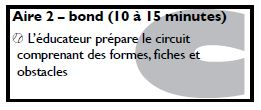 Aire 2 – bond (10 à 15 minutes)
L’éducateur prépare le circuit
comprenant des formes, fiches et
obstacles